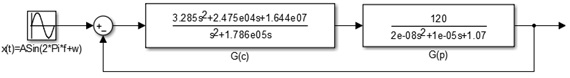 3.285s²+2.475e04s+1.644e07
s²+1.786e05s
120
2e-08s²+1e-05s+1.07
+
−
x(t)=ASin(2*Pi*f+w)
G(c)
G(p)